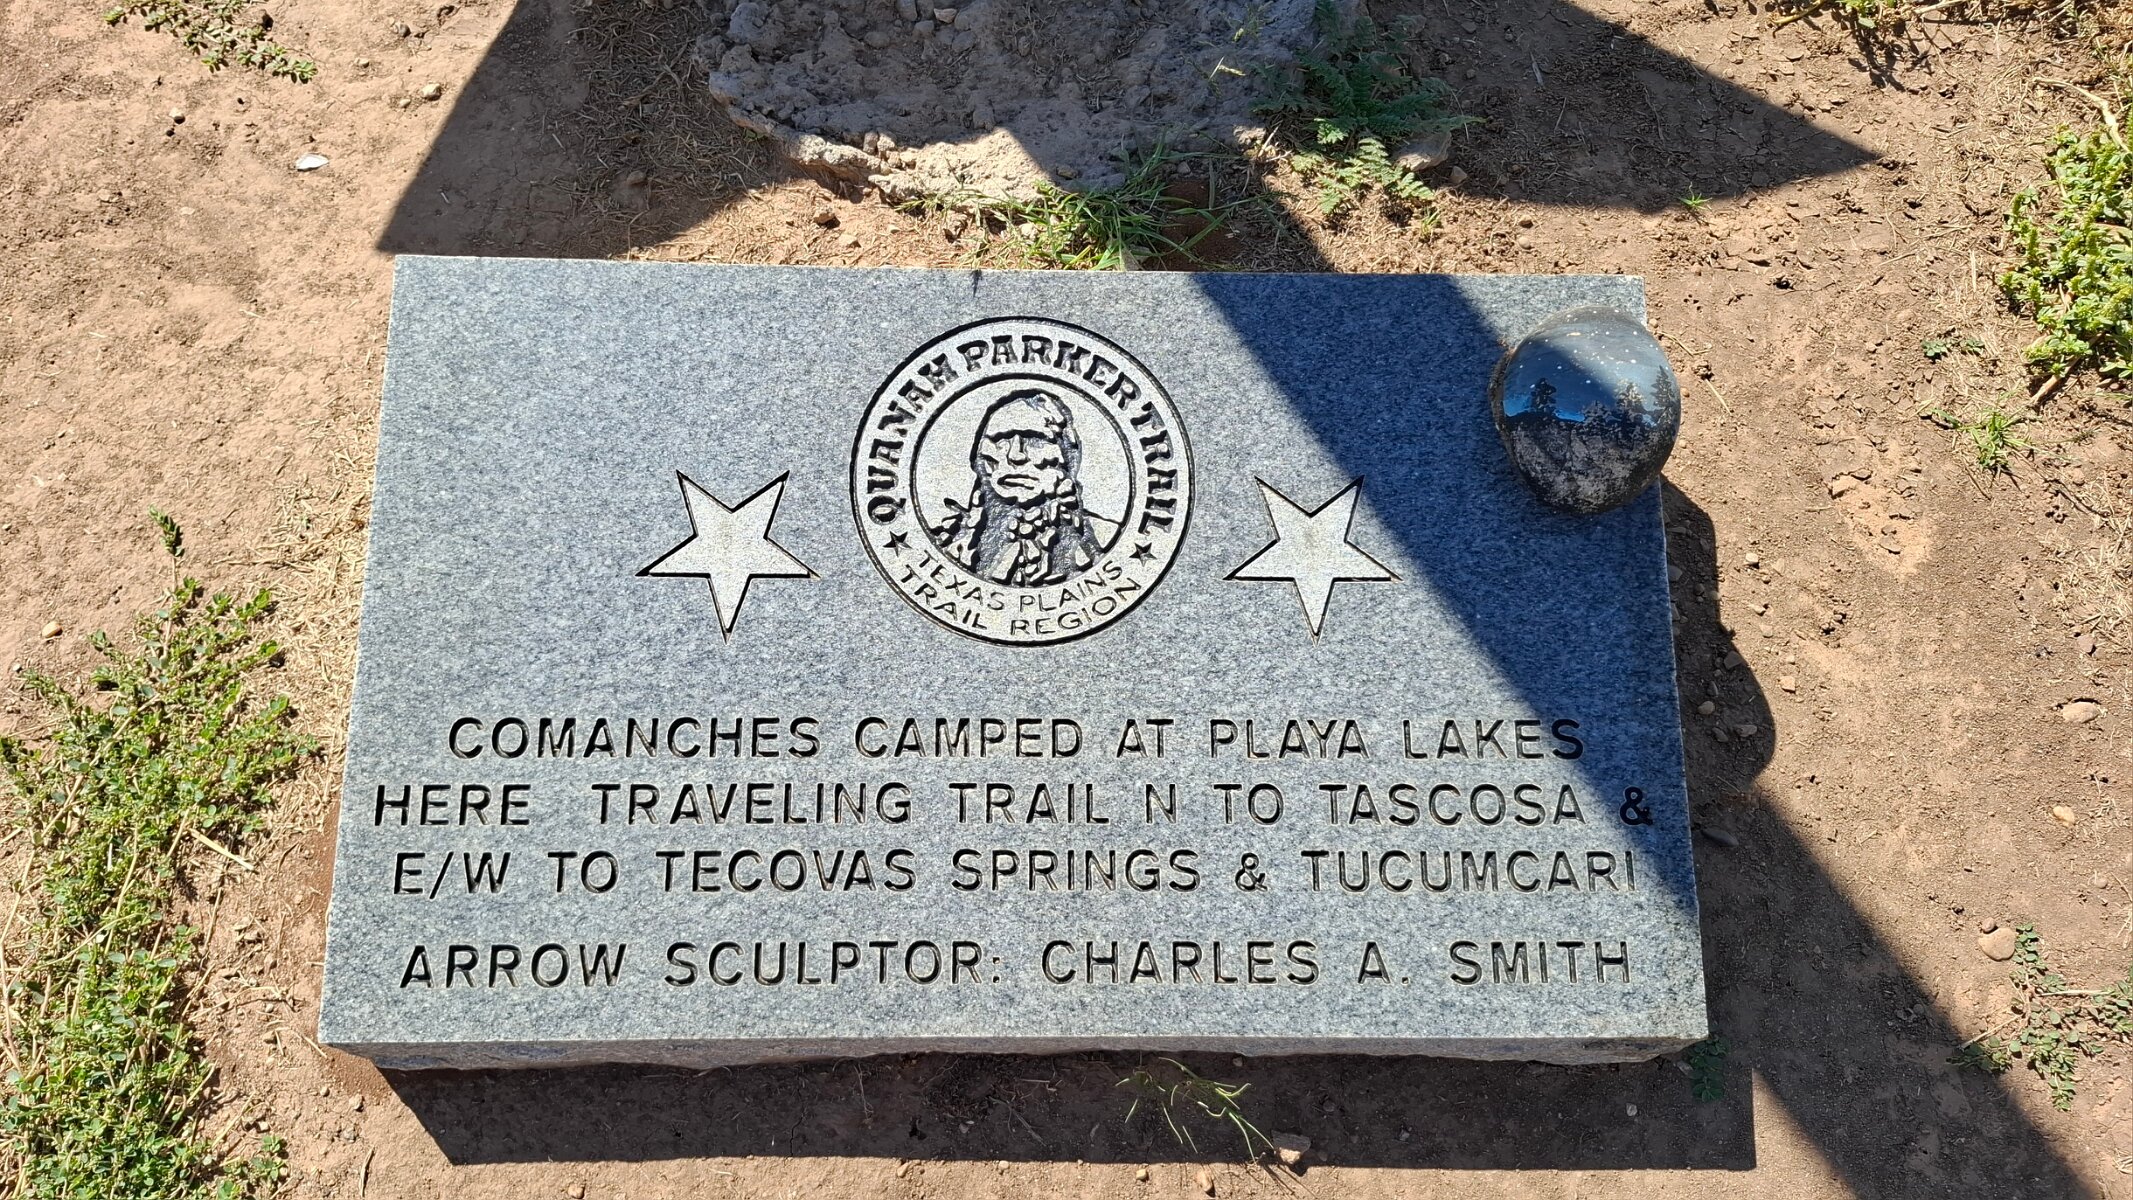 QUANAH PARKER TRAIL
TEXAS PLAINS
TRAIL REGION
COMANCHES CAMPED AT PLAYA LAKES
HERE TRAVELING TRAIL N TO TASCOSA &
E/W TO TECOVAS SPRINGS & TUCUMCARI
ARROW SCULPTOR: CHARLES A. SMITH